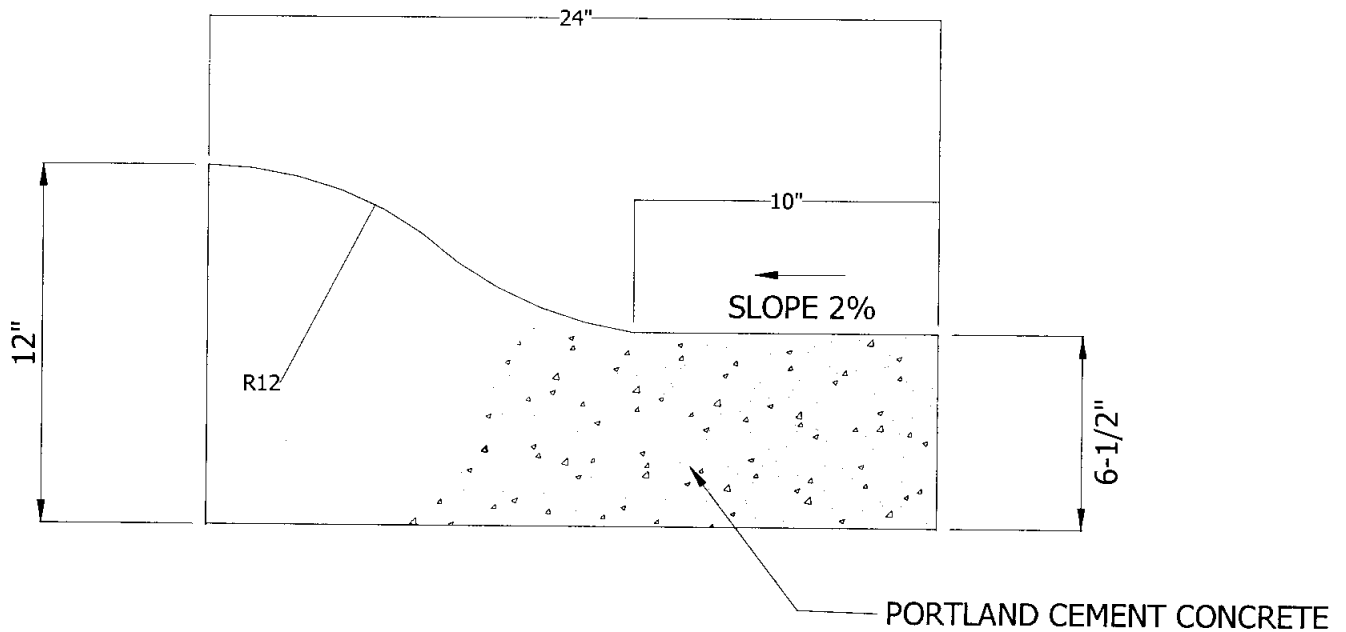 24"
10"
SLOPE 2%
12"
R12
6-1/2"
PORTLAND CEMENT CONCRETE